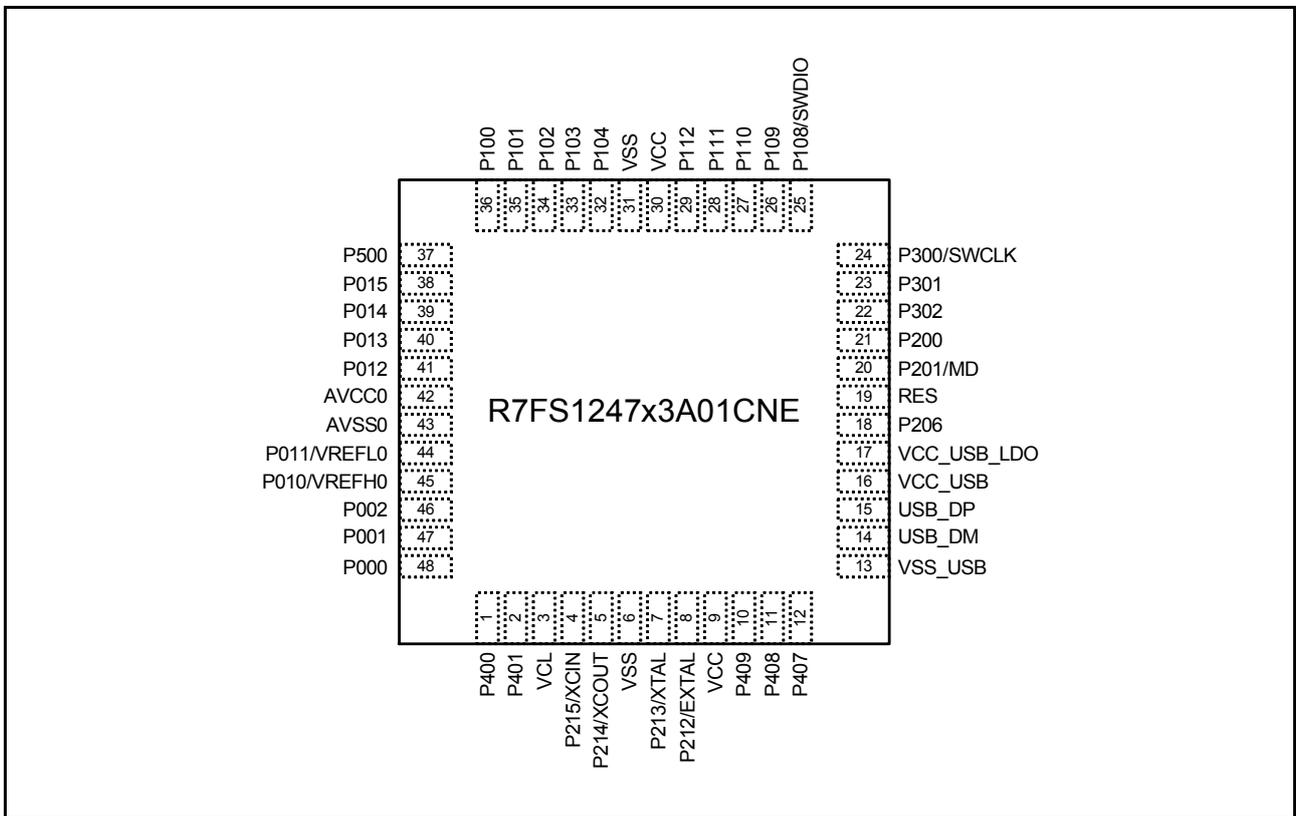 P100
P101
P102
P103
P104
VSS
VCC
P112
P111
P110
P109
P108/SWDIO
36
35
34
33
32
31
30
29
28
27
26
25
P500 37
P015 38
P014 39
P013 40
P012 41
AVCC0 42
AVSS0 43
P011/VREFL0 44
P010/VREFH0 45
P002 46
P001 47
P000 48
R7FS1247x3A01CNE
24 P300/SWCLK
23 P301
22 P302
21 P200
20 P201/MD
19 RES
18 P206
17 VCC_USB_LDO
16 VCC_USB
15 USB_DP
14 USB_DM
13 VSS_USB
1
2
3
4
5
6
7
8
9
10
11
12
P400
P401
VCL
P215/XCIN
P214/XCOUT
VSS
P213/XTAL
P212/EXTAL
VCC
P409
P408
P407